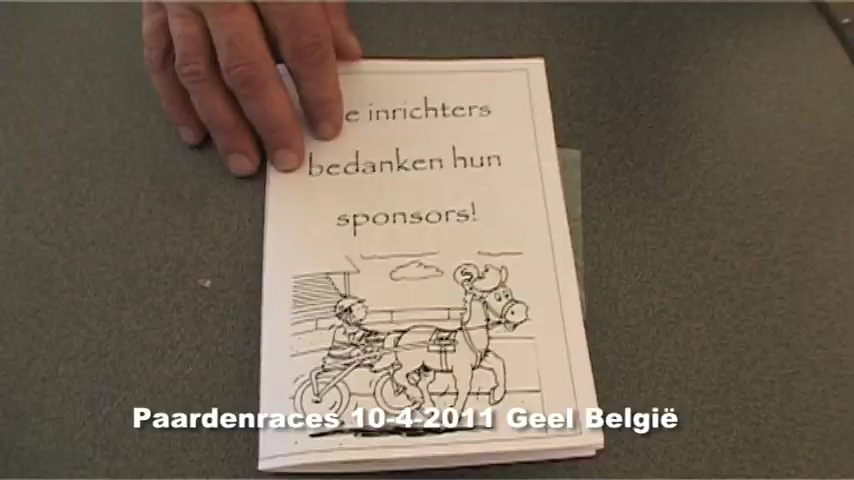 e inrichters
bedanken hun
sponsors!
Paardenraces 10-4-2011 Geel België